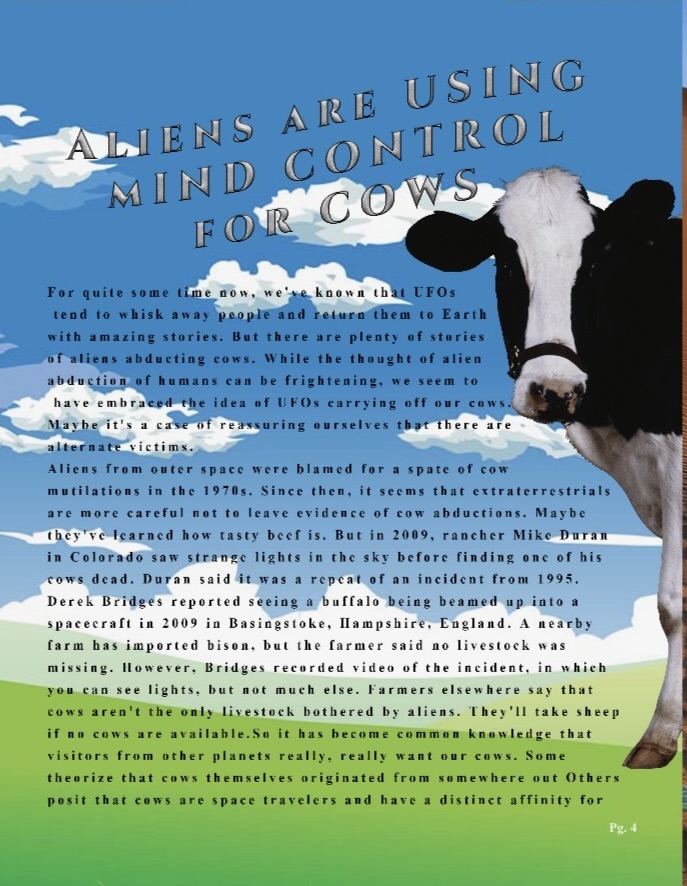 Aliens are Using
Mind Control
for Cows
For quite some time now, we've known that UFOs
tend to whisk away people and return them to Earth
with amazing stories. But there are plenty of stories
of aliens abducting cows. While the thought of alien
abduction of humans can be frightening, we seem to
have embraced the idea of UFOs carrying off our cows.
Maybe it's a case of reassuring ourselves that there are
alternate victims.
Aliens from outer space were blamed for a spate of cow
mutilations in the 1970s. Since then, it seems that extraterrestrials
are more careful not to leave evidence of cow abductions. Maybe
they've learned how tasty beef is. But in 2009, rancher Mike Duran
in Colorado saw strange lights in the sky before finding one of his
cows dead. Duran said it was a repeat of an incident from 1995.
Derek Bridges reported seeing a buffalo being beamed up into a
spacecraft in 2009 in Basingstoke, Hampshire, England. A nearby
farm has imported bison, but the farmer said no livestock was
missing. However, Bridges recorded video of the incident, in which
you can see lights, but not much else. Farmers elsewhere say that
cows aren't the only livestock bothered by aliens. They'll take sheep
if no cows are available.So it has become common knowledge that
visitors from other planets really, really want our cows. Some
theorize that cows themselves originated from somewhere out Others
posit that cows are space travelers and have a distinct affinity for
Pg. 4